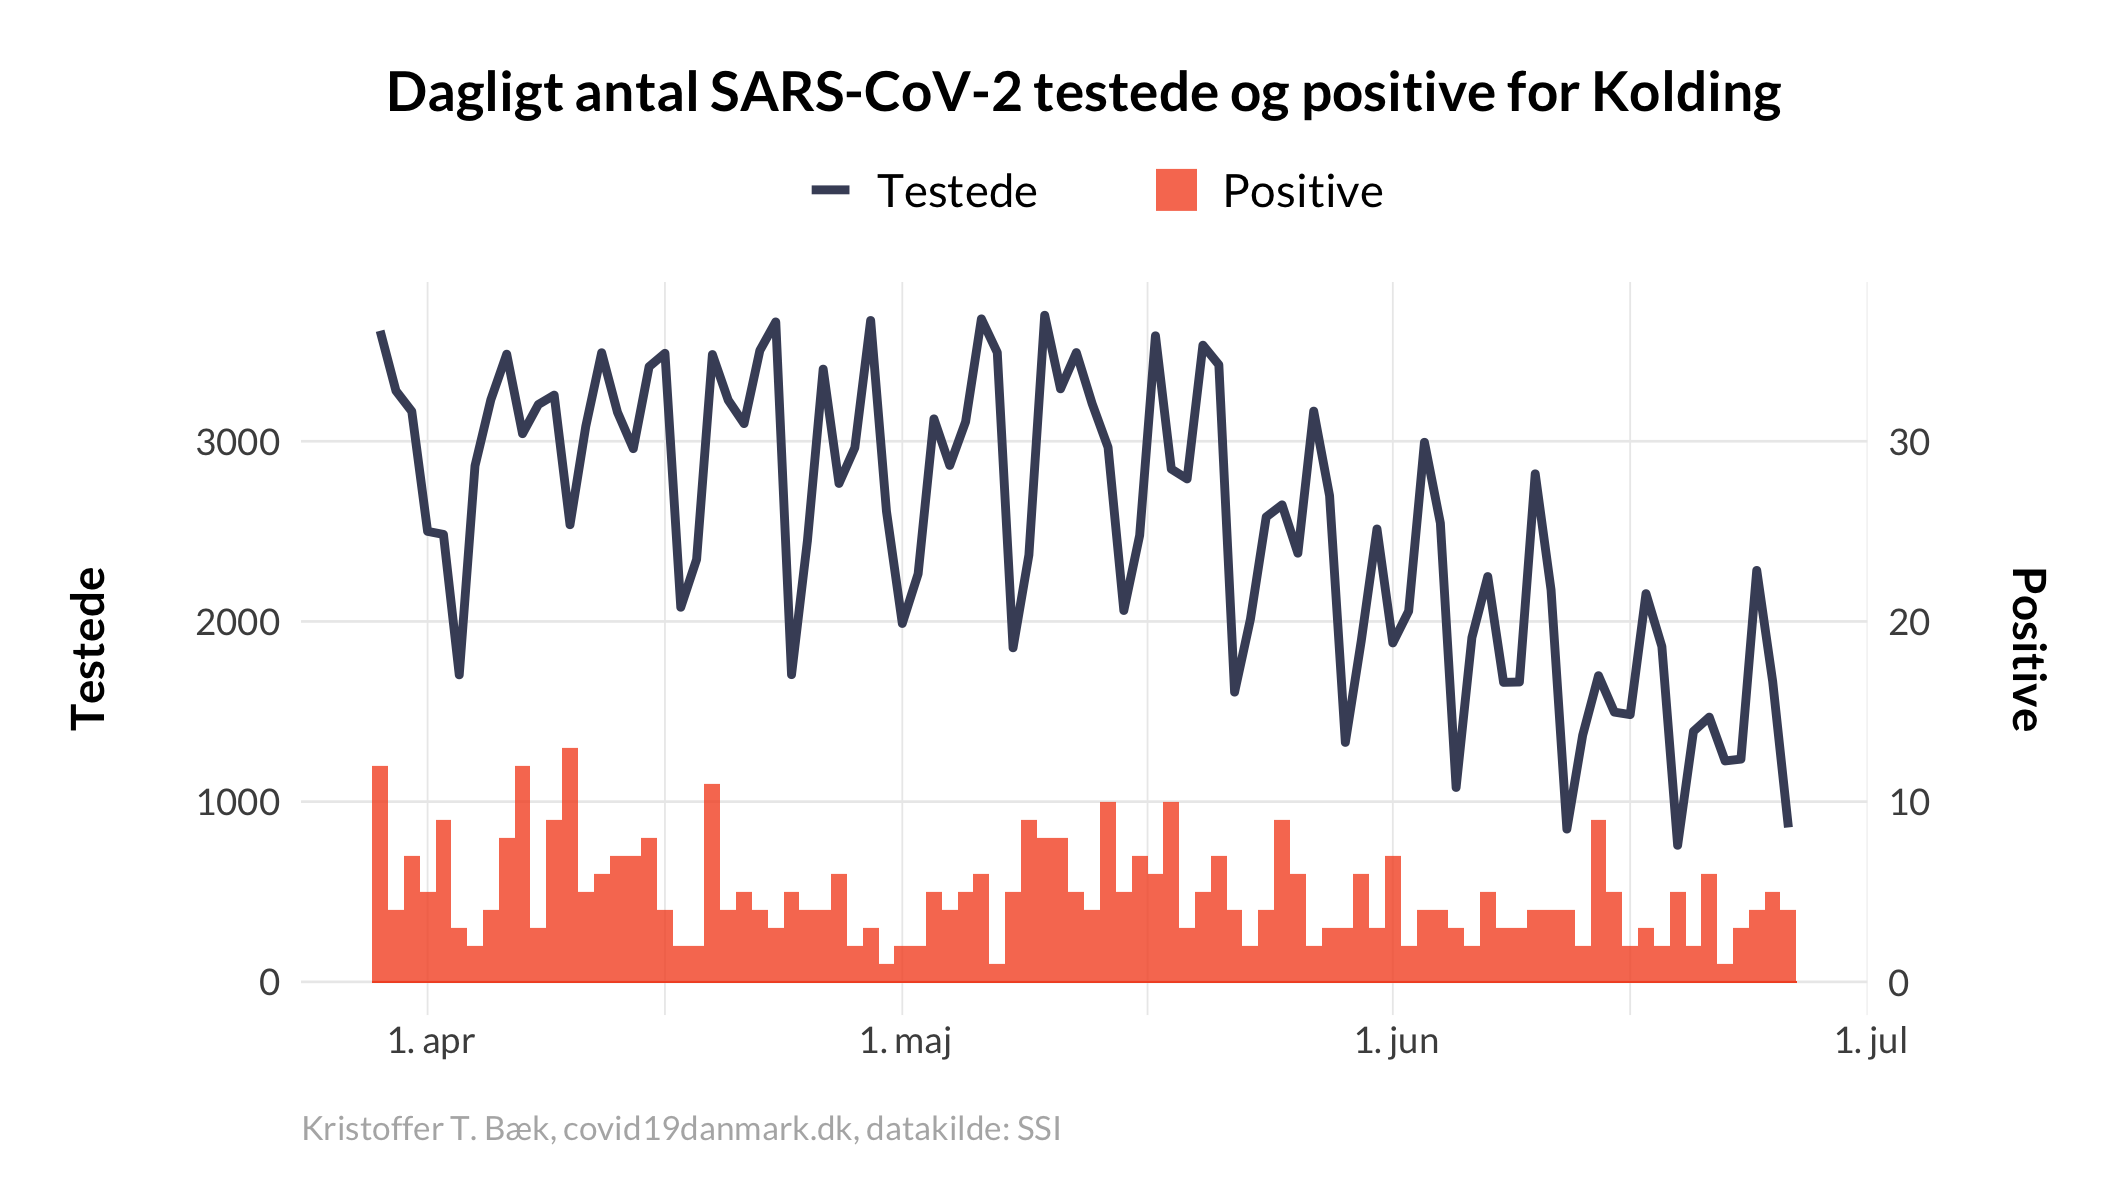 Dagligt antal SARS-CoV-2 testede og positive for Kolding
Testede
Positive
3000
2000
1000
0
Testede
30
20
10
0
Positive
1. apr
1. maj
1. jun
1. jul
Kristoffer T. Bæk, covid19danmark.dk, datakilde: SSI